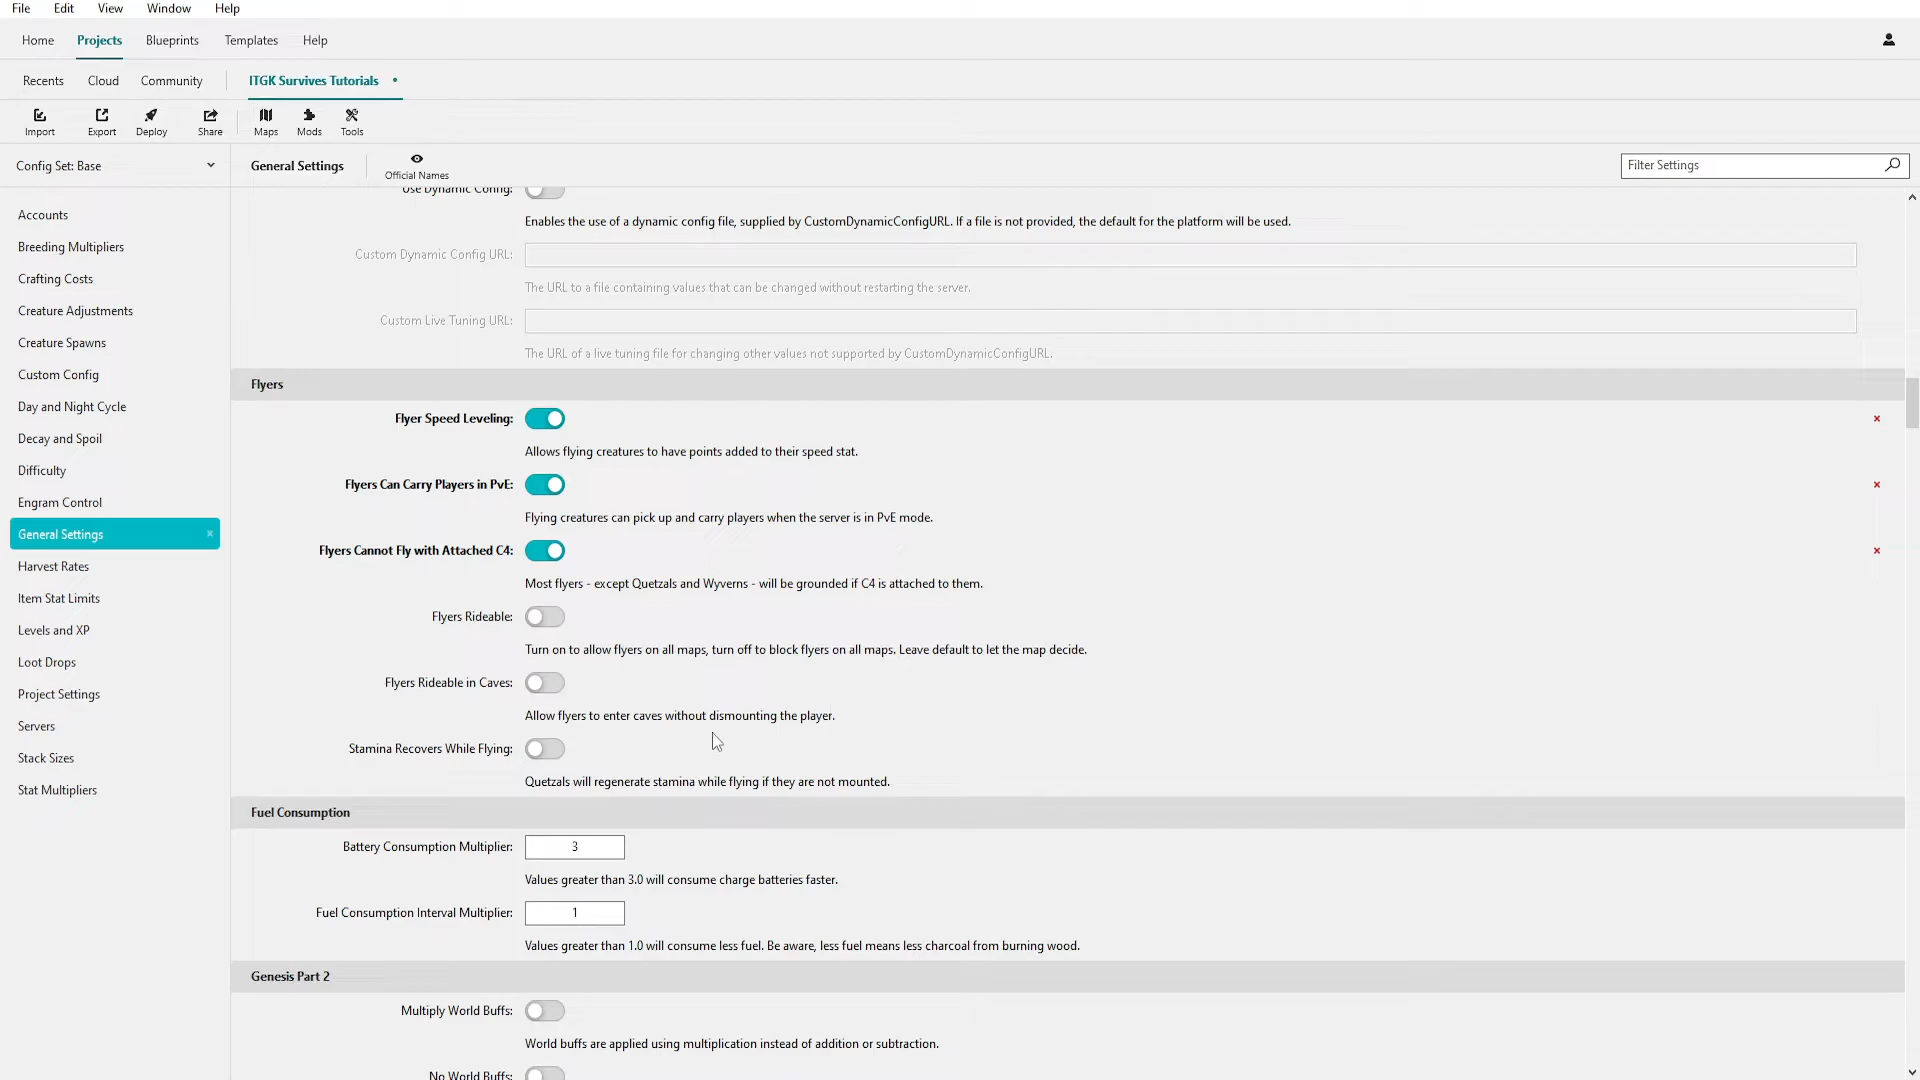 File Edit View Window Help
Home Projects Blueprints Templates Help
Recents Cloud Community ITGK Survives Tutorials •
Import Export Deploy Share Maps Mods Tools
Config Set: Base
General Settings
Official Names
Filter Settings
Accounts
Breeding Multipliers
Crafting Costs
Creature Adjustments
Creature Spawns
Custom Config
Day and Night Cycle
Decay and Spoil
Difficulty
Engram Control
General Settings ×
Harvest Rates
Item Stat Limits
Levels and XP
Loot Drops
Project Settings
Servers
Stack Sizes
Stat Multipliers
Use Dynamic Config:
Enables the use of a dynamic config file, supplied by CustomDynamicConfigURL. If a file is not provided, the default for the platform will be used.
Custom Dynamic Config URL:
The URL to a file containing values that can be changed without restarting the server.
Custom Live Tuning URL:
The URL of a live tuning file for changing other values not supported by CustomDynamicConfigURL.
Flyers
Flyer Speed Leveling: ×
Allows flying creatures to have points added to their speed stat.
Flyers Can Carry Players in PvE: ×
Flying creatures can pick up and carry players when the server is in PvE mode.
Flyers Cannot Fly with Attached C4: ×
Most flyers - except Quetzals and Wyverns - will be grounded if C4 is attached to them.
Flyers Rideable:
Turn on to allow flyers on all maps, turn off to block flyers on all maps. Leave default to let the map decide.
Flyers Rideable in Caves:
Allow flyers to enter caves without dismounting the player.
Stamina Recovers While Flying:
Quetzals will regenerate stamina while flying if they are not mounted.
Fuel Consumption
Battery Consumption Multiplier: 3
Values greater than 3.0 will consume charge batteries faster.
Fuel Consumption Interval Multiplier: 1
Values greater than 1.0 will consume less fuel. Be aware, less fuel means less charcoal from burning wood.
Genesis Part 2
Multiply World Buffs:
World buffs are applied using multiplication instead of addition or subtraction.
No World Buffs: